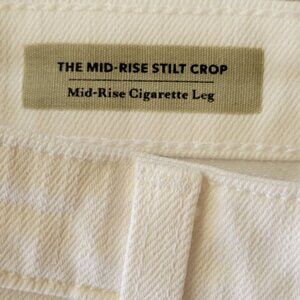 THE MID-RISE STILT CROP
Mid-Rise Cigarette Leg